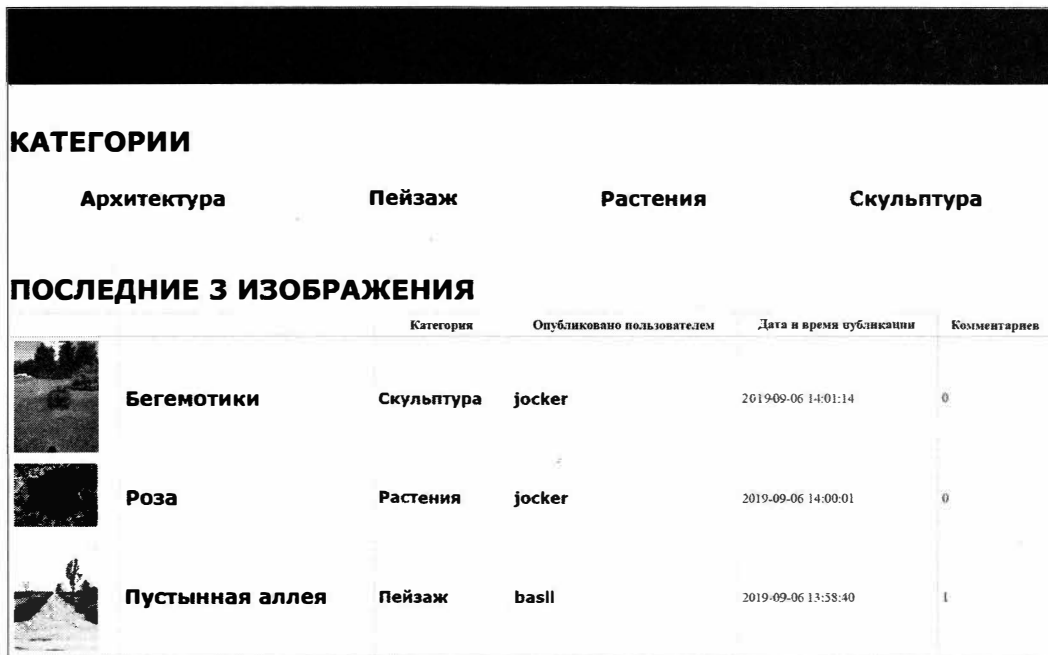 КАТЕГОРИИ
Архитектура Пейзаж Растения Скульптура
ПОСЛЕДНИЕ 3 ИЗОБРАЖЕНИЯ
Категория Опубликовано пользователем Дата и время публикации Комментариев
Бегемотики Скульптура jocker 2019-09-06 14:01:14 0
Роза Растения jocker 2019-09-06 14:00:01 0
Пустынная аллея Пейзаж basil 2019-09-06 13:58:40 1